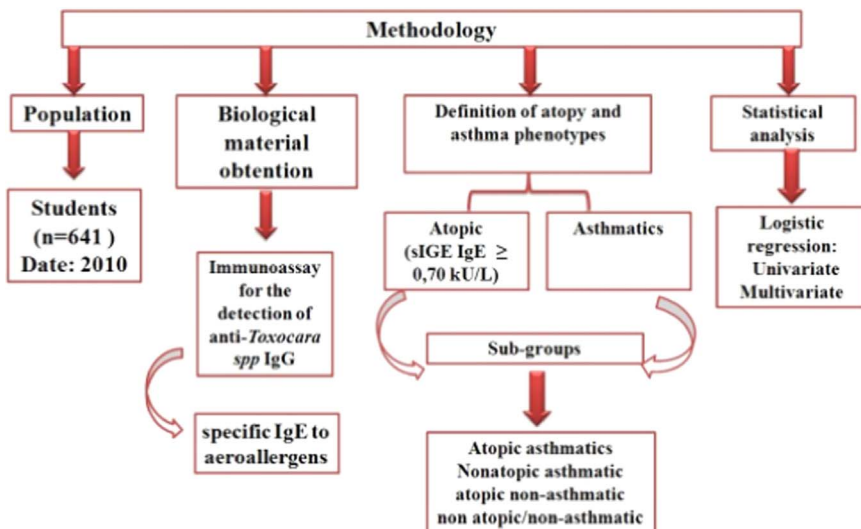 Methodology
Population
Students
(n=641 )
Date: 2010
Biological
material
obtention
Immunoassay
for the
detection of
anti-Toxocara
spp IgG
specific IgE to
aeroallergens
Definition of atopy and
asthma phenotypes
Atopic
(sIGE IgE ≥
0,70 kU/L)
Asthmatics
Sub-groups
Atopic asthmatics
Nonatopic asthmatic
atopic non-asthmatic
non atopic/non-asthmatic
Statistical
analysis
Logistic
regression:
Univariate
Multivariate